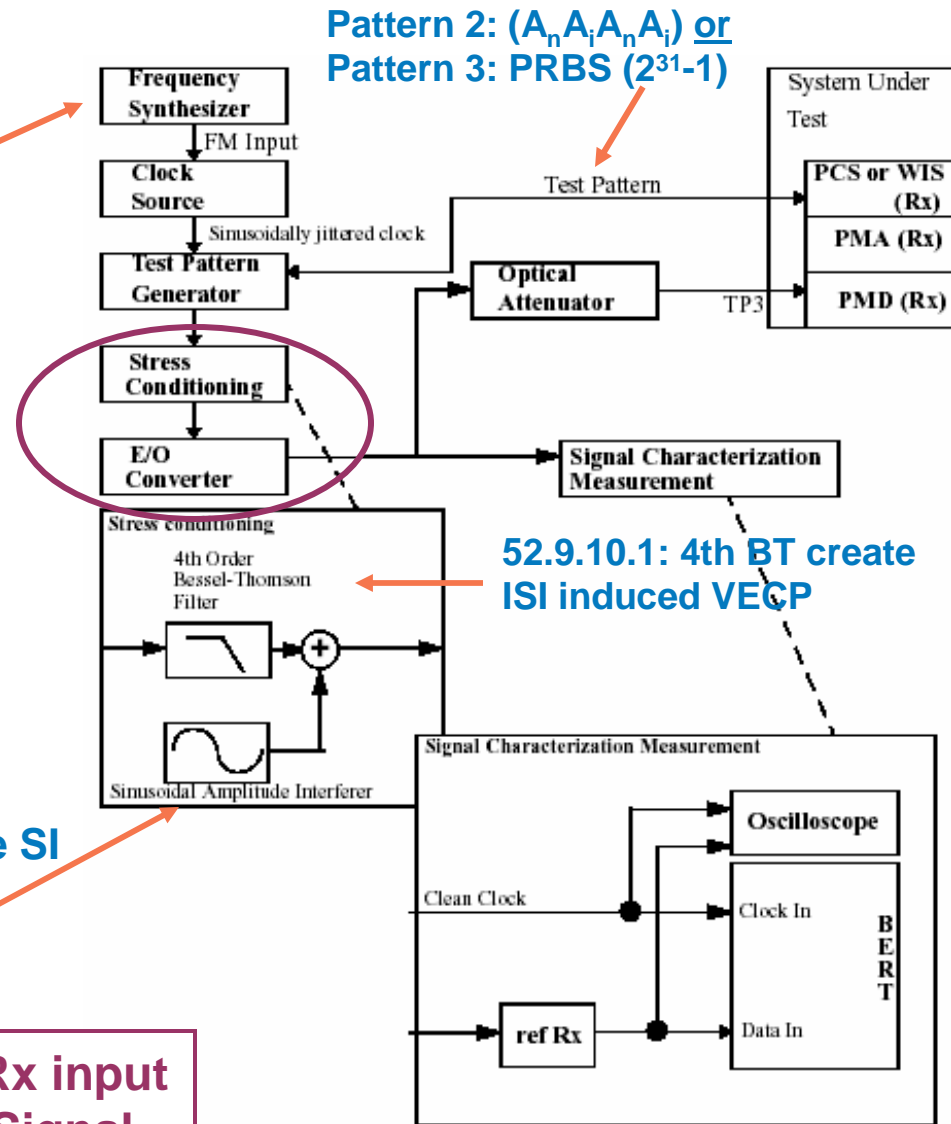 Pattern 2: (AnAiAnAi) or
Pattern 3: PRBS (2³¹-1)
Frequency
Synthesizer
FM Input
Clock
Source
Sinusoidally jittered clock
Test Pattern
Generator
Stress
Conditioning
E/O
Converter
Test Pattern
Optical
Attenuator
TP3
System Under
Test
PCS or WIS
(Rx)
PMA (Rx)
PMD (Rx)
Signal Characterization
Measurement
Stress conditioning
4th Order
Bessel-Thomson
Filter
+
Sinusoidal Amplitude Interferer
52.9.10.1: 4th BT create
ISI induced VECP
Signal Characterization Measurement
Oscilloscope
Clean Clock
Clock In
BERT
ref Rx
Data In
SI
Rx input
Signal